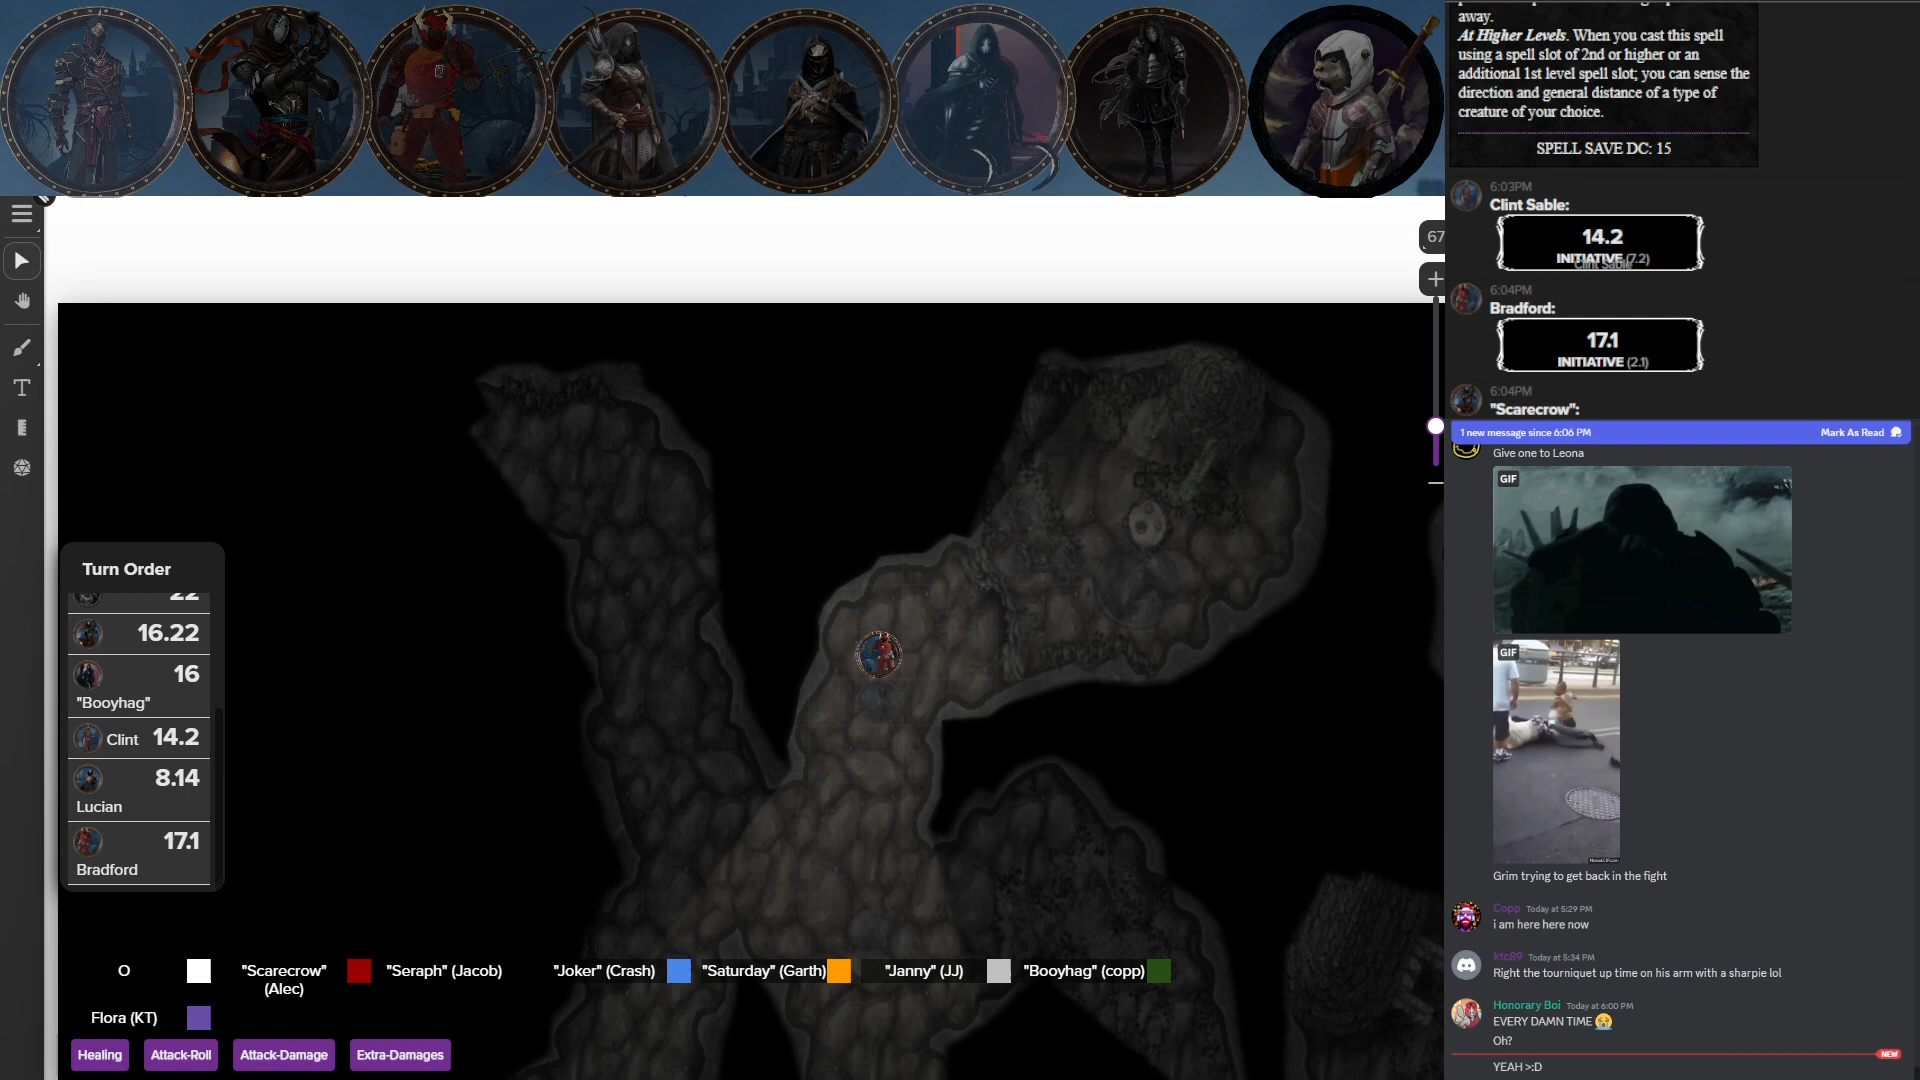 away.
At Higher Levels. When you cast this spell
using a spell slot of 2nd or higher or an
additional 1st level spell slot; you can sense the
direction and general distance of a type of
creature of your choice.
SPELL SAVE DC: 15
6:03PM
Clint Sable:
14.2
INITIATIVE (7.2)
Clint Sable
6:04PM
Bradford:
17.1
INITIATIVE (2.1)
6:04PM
"Scarecrow":
67
1 new message since 6:06 PM
Mark As Read
Give one to Leona
GIF
GIF
Grim trying to get back in the fight
Copp Today at 5:29 PM
i am here here now
ktc89 Today at 5:34 PM
Right the tourniquet up time on his arm with a sharpie lol
Honorary Boi Today at 6:00 PM
EVERY DAMN TIME
Oh?
NEW
YEAH >:D
Turn Order
22
16.22
16
"Booyhag"
Clint 14.2
8.14
Lucian
17.1
Bradford
O
"Scarecrow"
(Alec)
"Seraph" (Jacob)
"Joker" (Crash)
"Saturday" (Garth)
"Janny" (JJ)
"Booyhag" (copp)
Flora (KT)
Healing
Attack-Roll
Attack-Damage
Extra-Damages